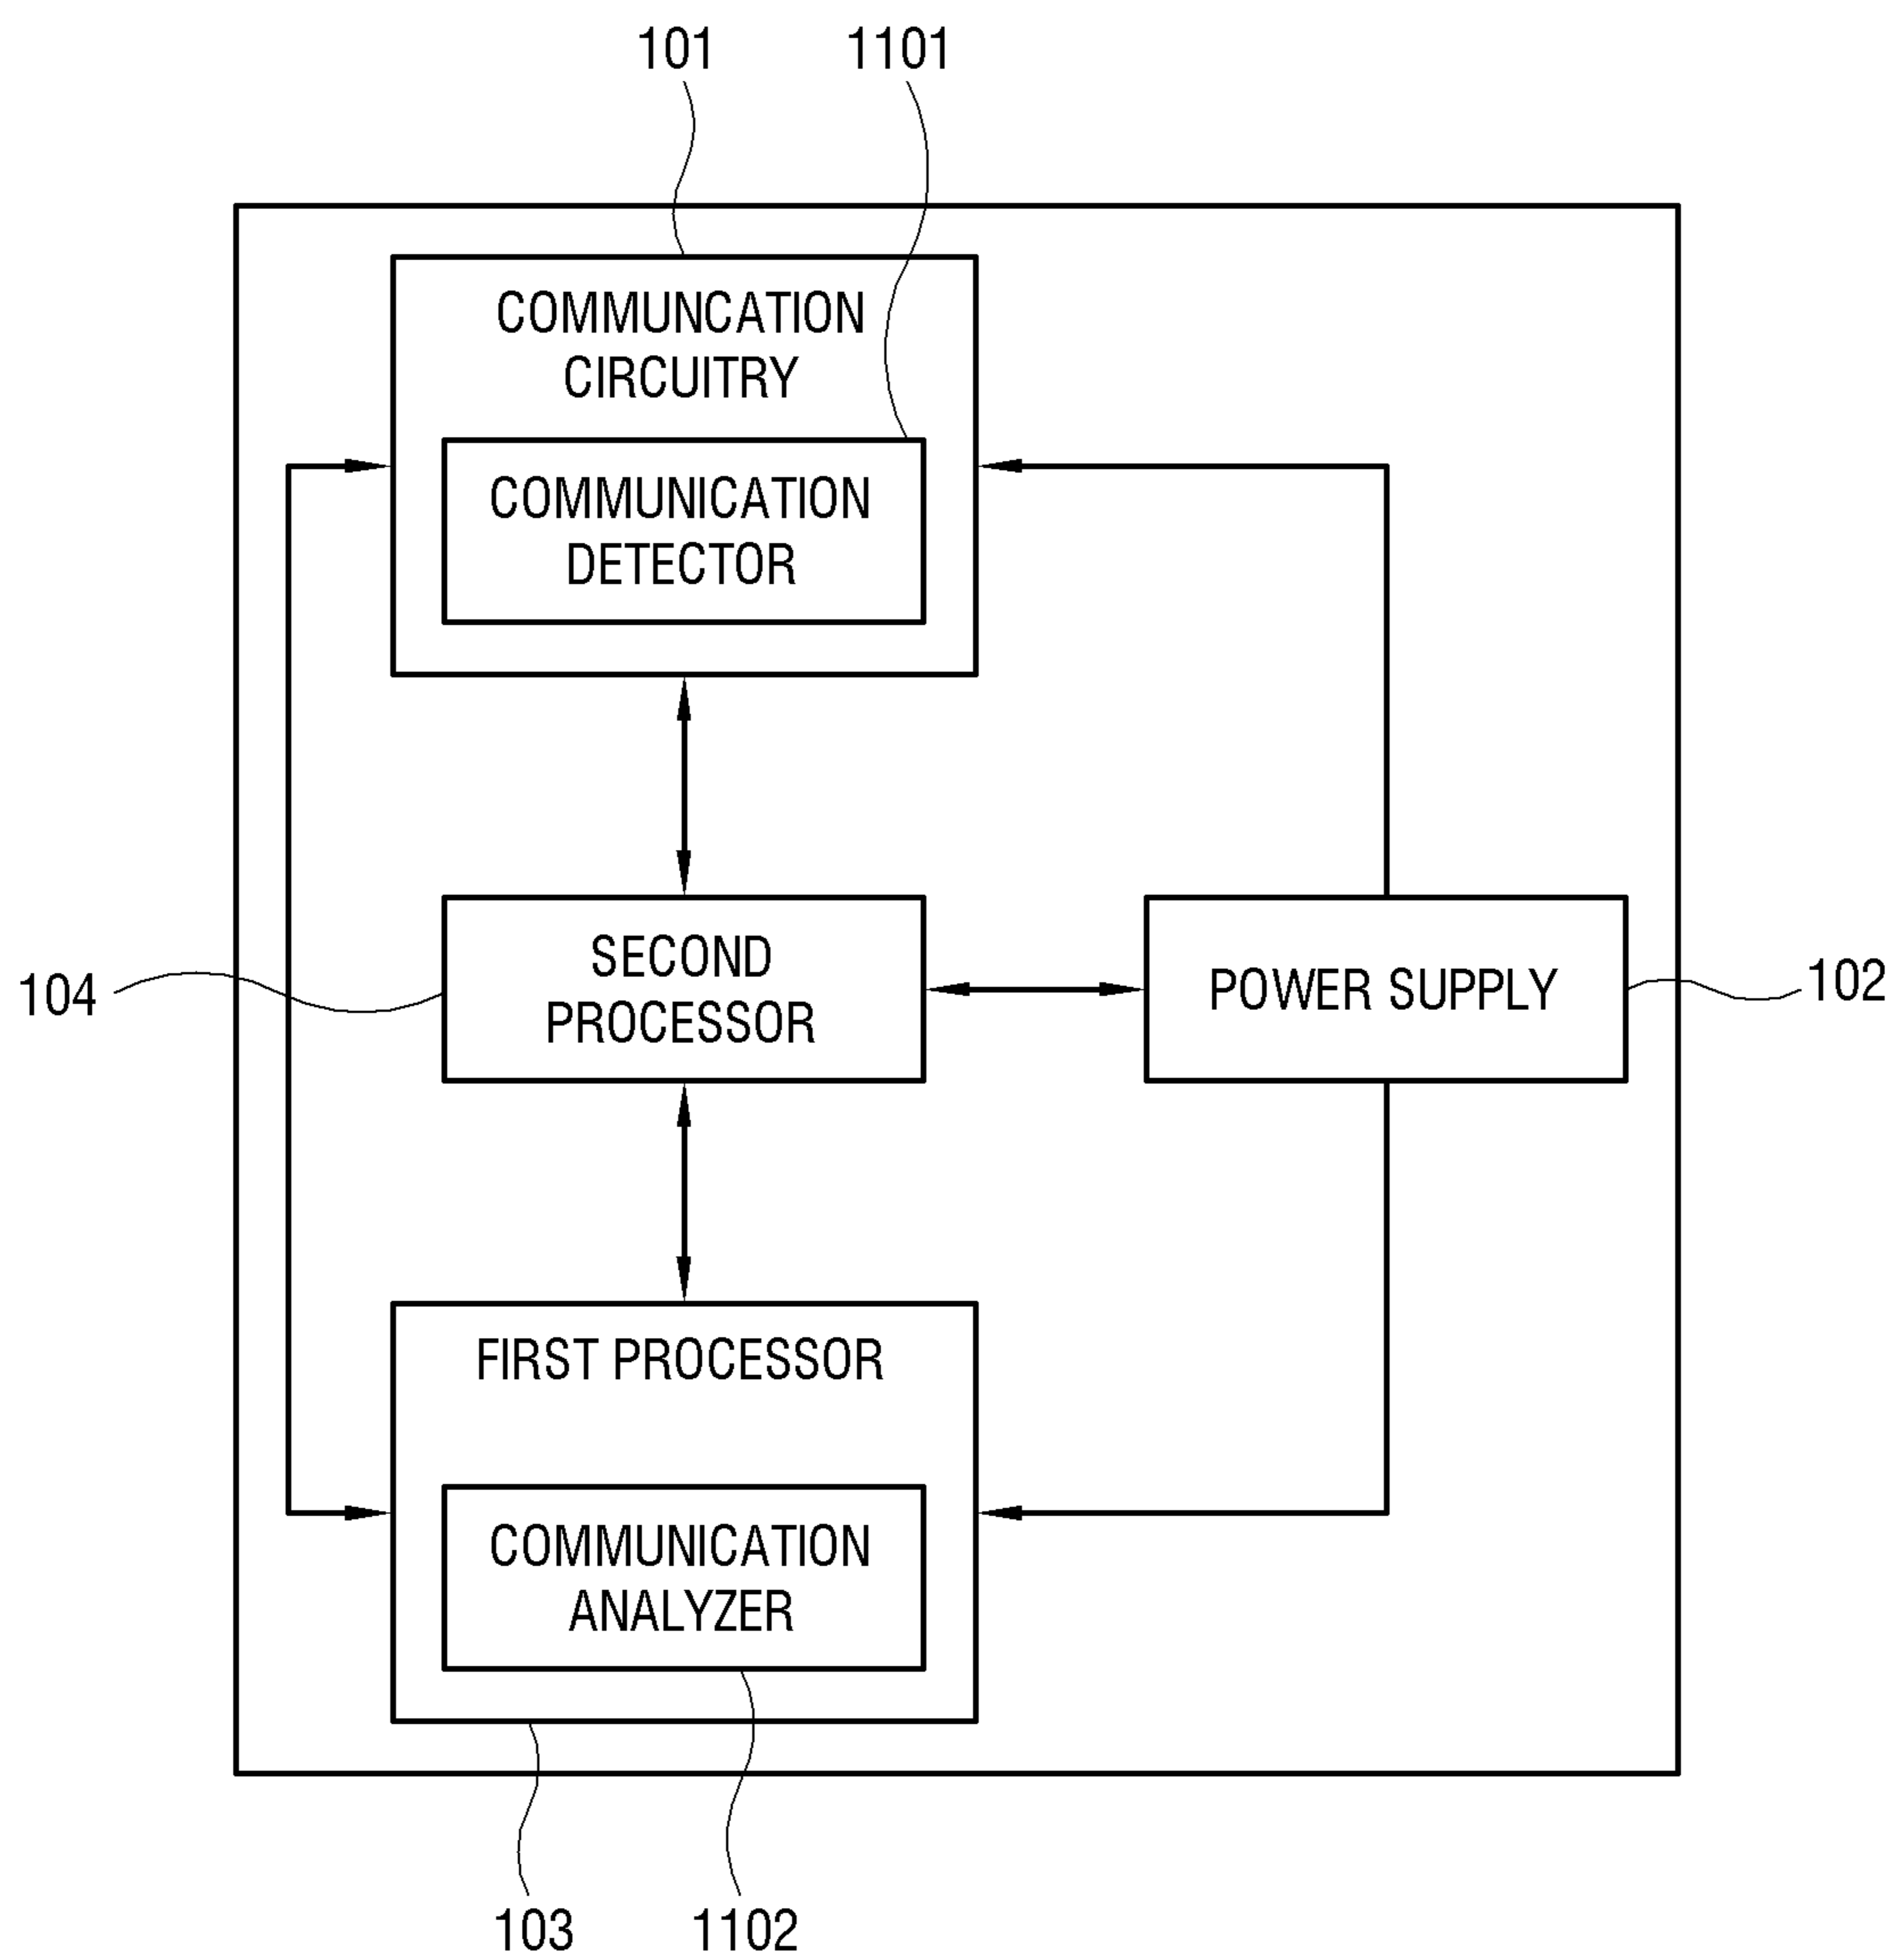 101
1101
COMMUNCATION
CIRCUITRY
COMMUNICATION
DETECTOR
SECOND
PROCESSOR
POWER SUPPLY
104
102
FIRST PROCESSOR
COMMUNICATION
ANALYZER
103
1102